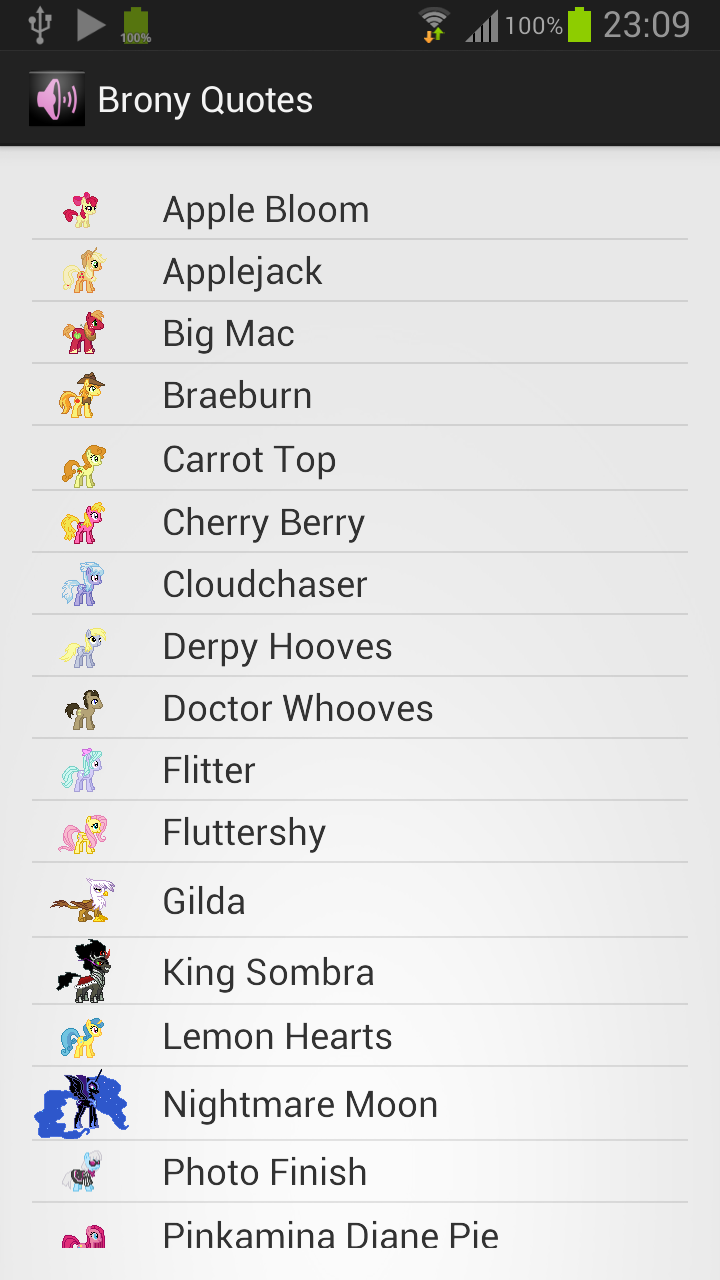 100%
100%
23:09
Brony Quotes
Apple Bloom
Applejack
Big Mac
Braeburn
Carrot Top
Cherry Berry
Cloudchaser
Derpy Hooves
Doctor Whooves
Flitter
Fluttershy
Gilda
King Sombra
Lemon Hearts
Nightmare Moon
Photo Finish
Pinkamina Diane Pie